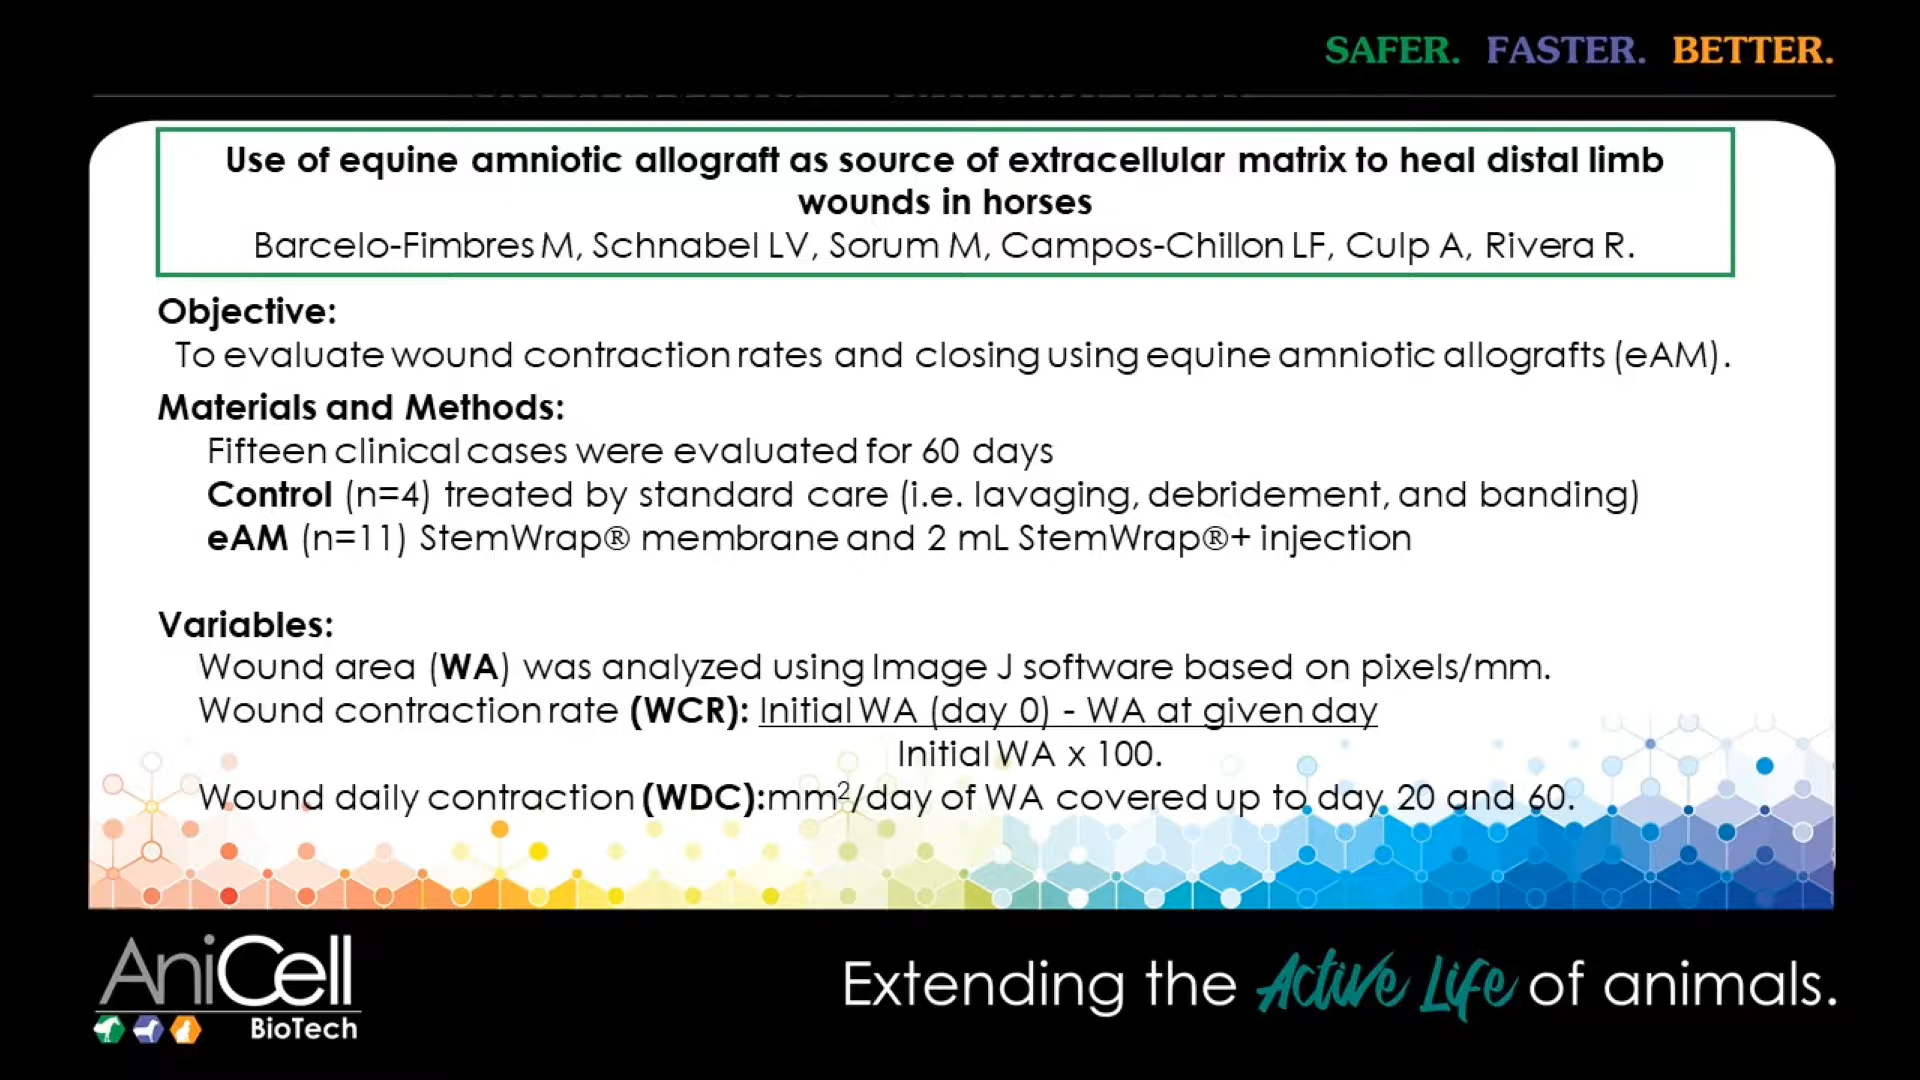 SAFER. FASTER. BETTER.
Use of equine amniotic allograft as source of extracellular matrix to heal distal limb
wounds in horses
Barcelo-Fimbres M, Schnabel LV, Sorum M, Campos-Chillon LF, Culp A, Rivera R.
Objective:
To evaluate wound contraction rates and closing using equine amniotic allografts (eAM).
Materials and Methods:
Fifteen clinical cases were evaluated for 60 days
Control (n=4) treated by standard care (i.e. lavaging, debridement, and banding)
eAM (n=11) StemWrap® membrane and 2 mL StemWrap®+ injection
Variables:
Wound area (WA) was analyzed using Image J software based on pixels/mm.
Wound contraction rate (WCR): Initial WA (day 0) - WA at given day
Initial WA x 100.
Wound daily contraction (WDC):mm²/day of WA covered up to day 20 and 60.
AniCell
BioTech
Extending the Active Life of animals.